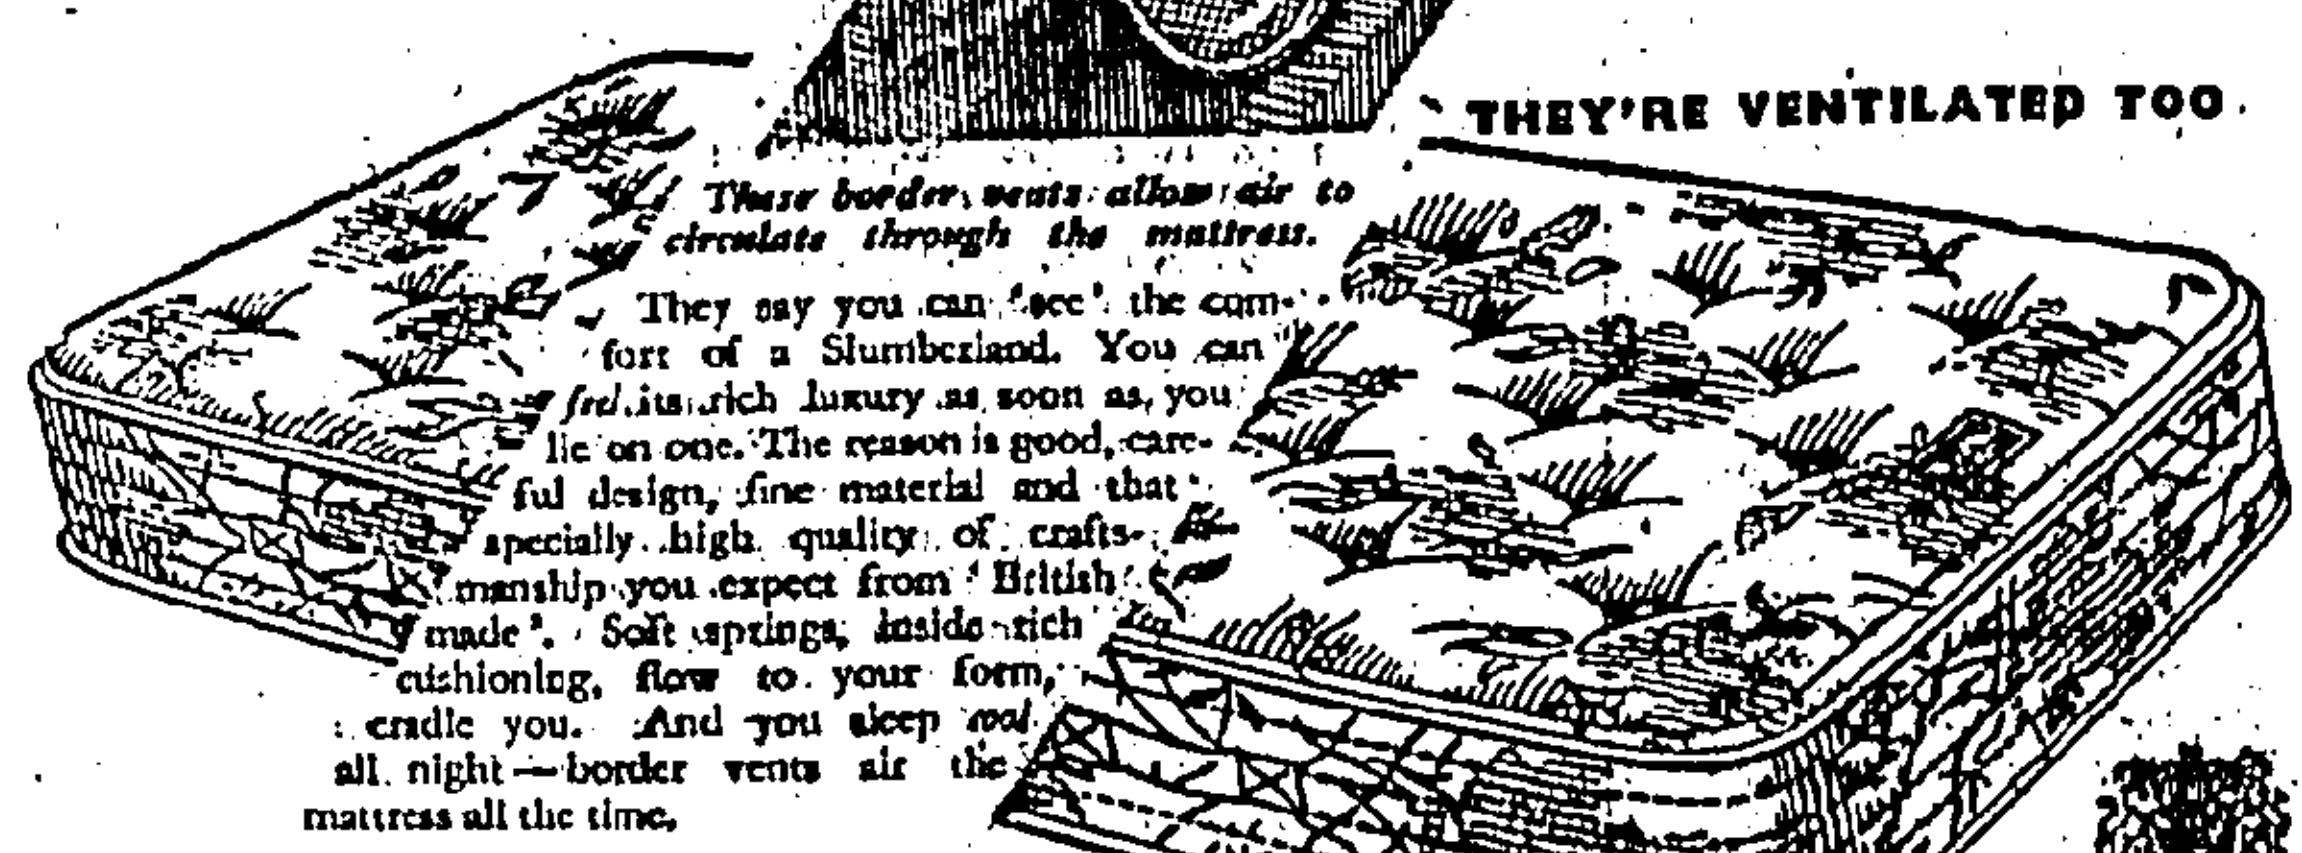 THEY'RE VENTILATED TOO
These border vents allow air to
circulate through the mattress.
They say you can 'see' the com-
fort of a Slumberland. You can
feel its rich luxury as soon as you
lie on one. The reason is good, care-
ful design, fine material and that
specially high quality of crafts-
manship you expect from 'British
made'. Soft springs, inside rich
cushioning, flow to your form,
cradle you. And you sleep cool
all night — border vents air the
mattress all the time.